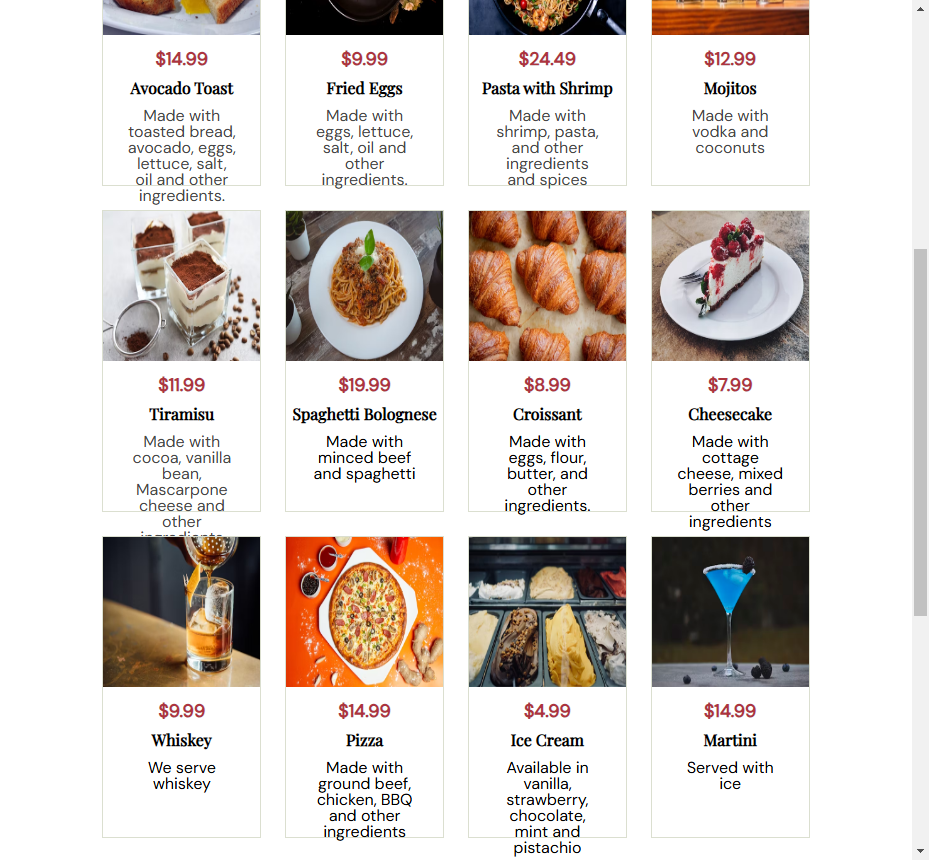 $14.99
Avocado Toast
Made with
toasted bread,
avocado, eggs,
lettuce, salt,
oil and other
ingredients.
$9.99
Fried Eggs
Made with
eggs, lettuce,
salt, oil and
other
ingredients.
$24.49
Pasta with Shrimp
Made with
shrimp, pasta,
and other
ingredients
and spices
$12.99
Mojitos
Made with
vodka and
coconuts
$11.99
Tiramisu
Made with
cocoa, vanilla
bean,
Mascarpone
cheese and
other
ingredients
$19.99
Spaghetti Bolognese
Made with
minced beef
and spaghetti
$8.99
Croissant
Made with
eggs, flour,
butter, and
other
ingredients.
$7.99
Cheesecake
Made with
cottage
cheese, mixed
berries and
other
ingredients
$9.99
Whiskey
We serve
whiskey
$14.99
Pizza
Made with
ground beef,
chicken, BBQ
and other
ingredients
$4.99
Ice Cream
Available in
vanilla,
strawberry,
chocolate,
mint and
pistachio
$14.99
Martini
Served with
ice